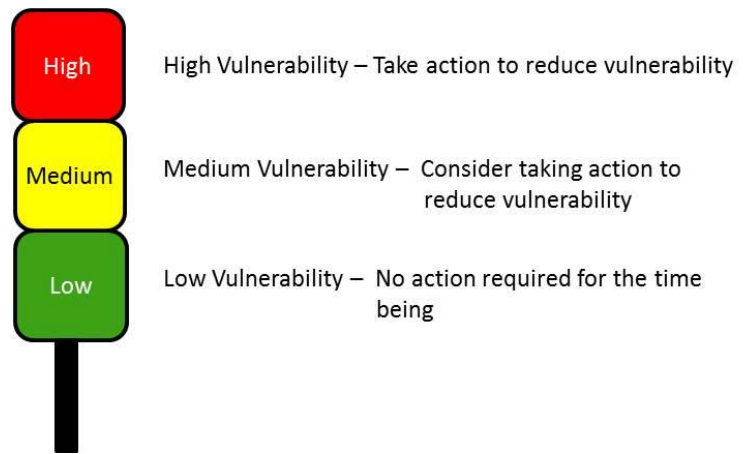 High
High Vulnerability – Take action to reduce vulnerability
Medium
Medium Vulnerability – Consider taking action to
reduce vulnerability
Low
Low Vulnerability – No action required for the time
being